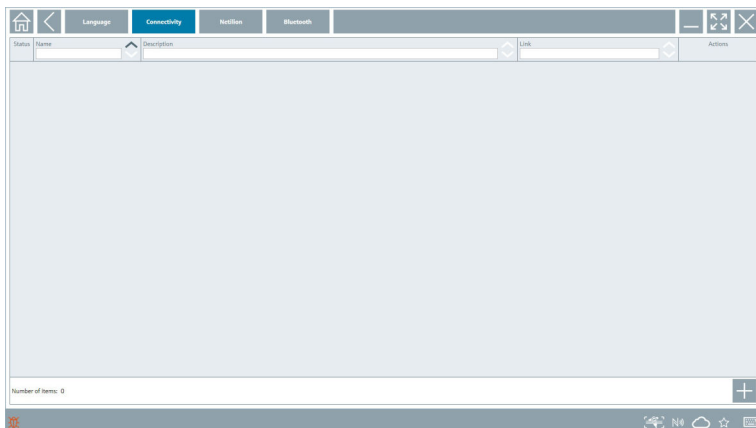 Language Connectivity Netilion Bluetooth
Status Name Description Link Actions
Number of items: 0